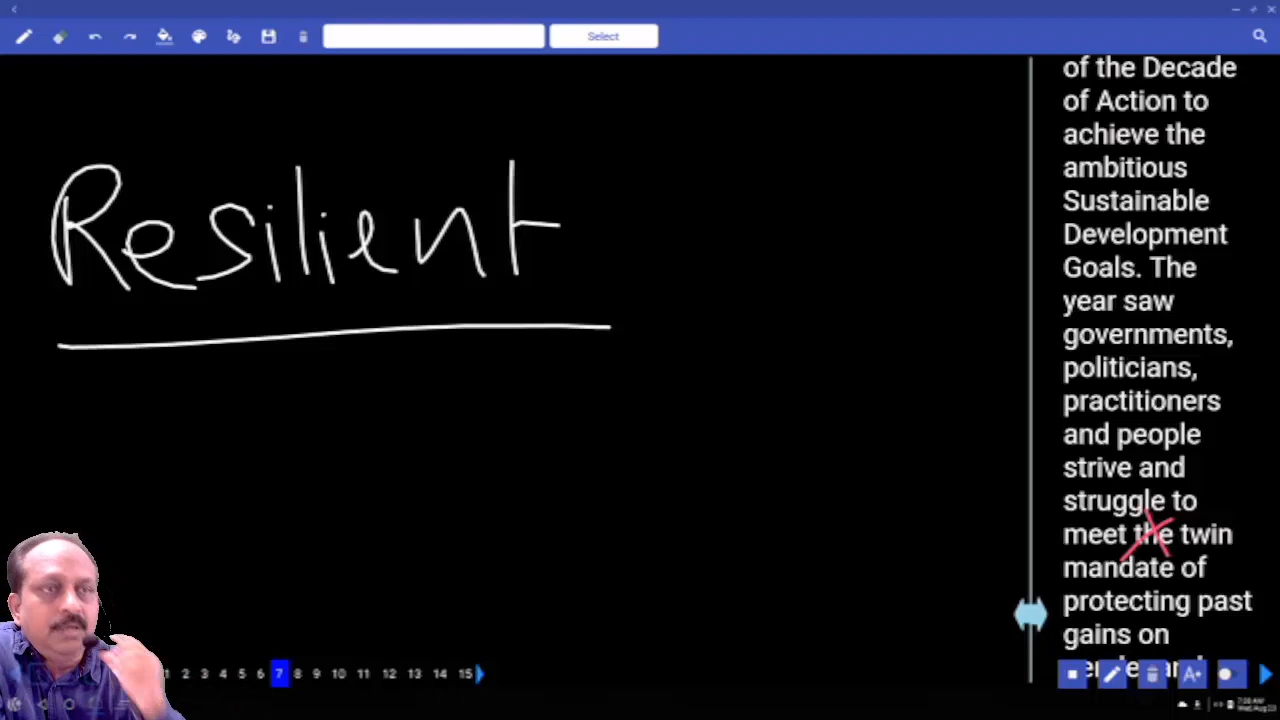 Select
Resilient
of the Decade
of Action to
achieve the
ambitious
Sustainable
Development
Goals. The
year saw
governments,
politicians,
practitioners
and people
strive and
struggle to
meet the twin
mandate of
protecting past
gains on
1 2 3 4 5 6 7 8 9 10 11 12 13 14 15
A+